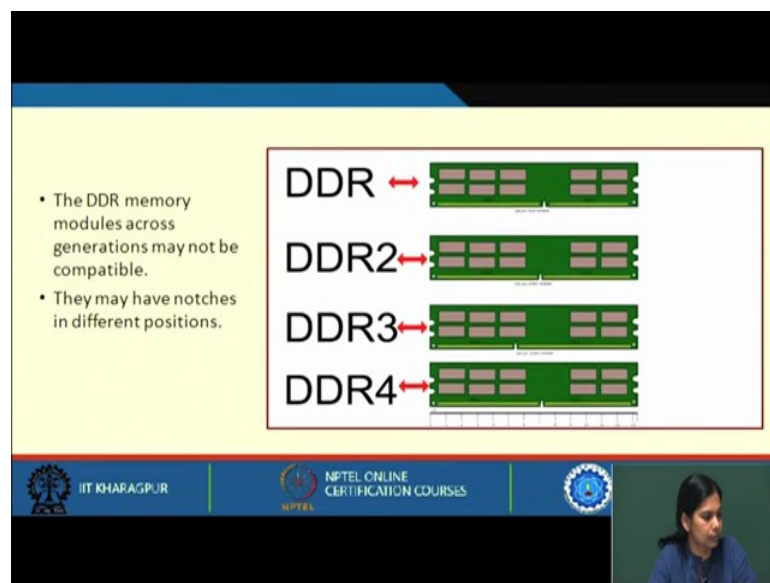 • The DDR memory
modules across
generations may not be
compatible.
• They may have notches
in different positions.
DDR
DDR2
DDR3
DDR4
IIT KHARAGPUR
NPTEL
NPTEL ONLINE
CERTIFICATION COURSES